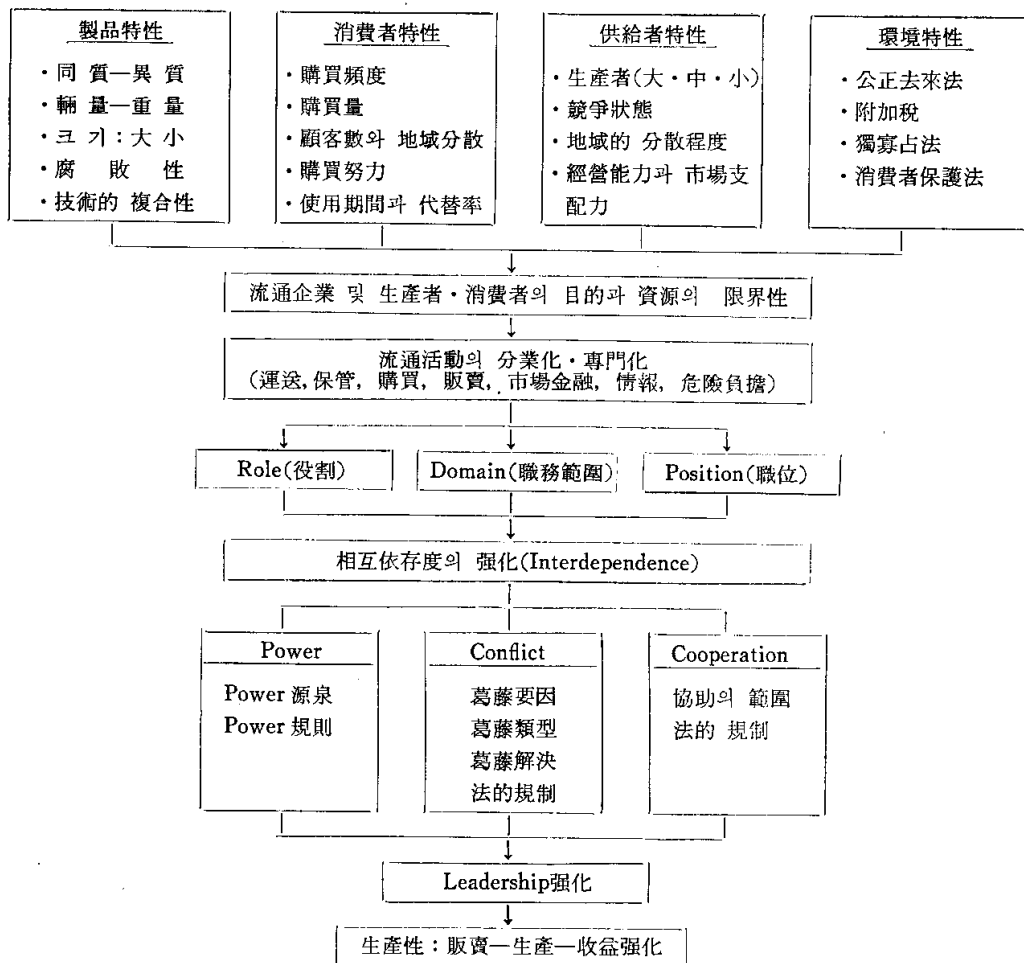 製品特性
・同 質—異 質
・輛 量—重 量
・크 기：大 小
・腐 敗 性
・技術的 複合性
消費者特性
・購買頻度
・購買量
・顧客數와 地域分散
・購買努力
・使用期間과 代替率
供給者特性
・生産者(大・中・小)
・競爭狀態
・地域的 分散程度
・經營能力과 市場支
配力
環境特性
・公正去來法
・附加稅
・獨寡占法
・消費者保護法
流通企業 및 生産者・消費者의 目的과 資源의 限界性
流通活動의 分業化・專門化
(運送, 保管, 購買, 販賣, 市場金融, 情報, 危險負擔)
Role(役割)
Domain(職務範圍)
Position(職位)
相互依存度의 强化(Interdependence)
Power
Power 源泉
Power 規則
Conflict
葛藤要因
葛藤類型
葛藤解決
法的規制
Cooperation
協助의 範圍
法的 規制
Leadership强化
生産性：販賣—生産—收益强化